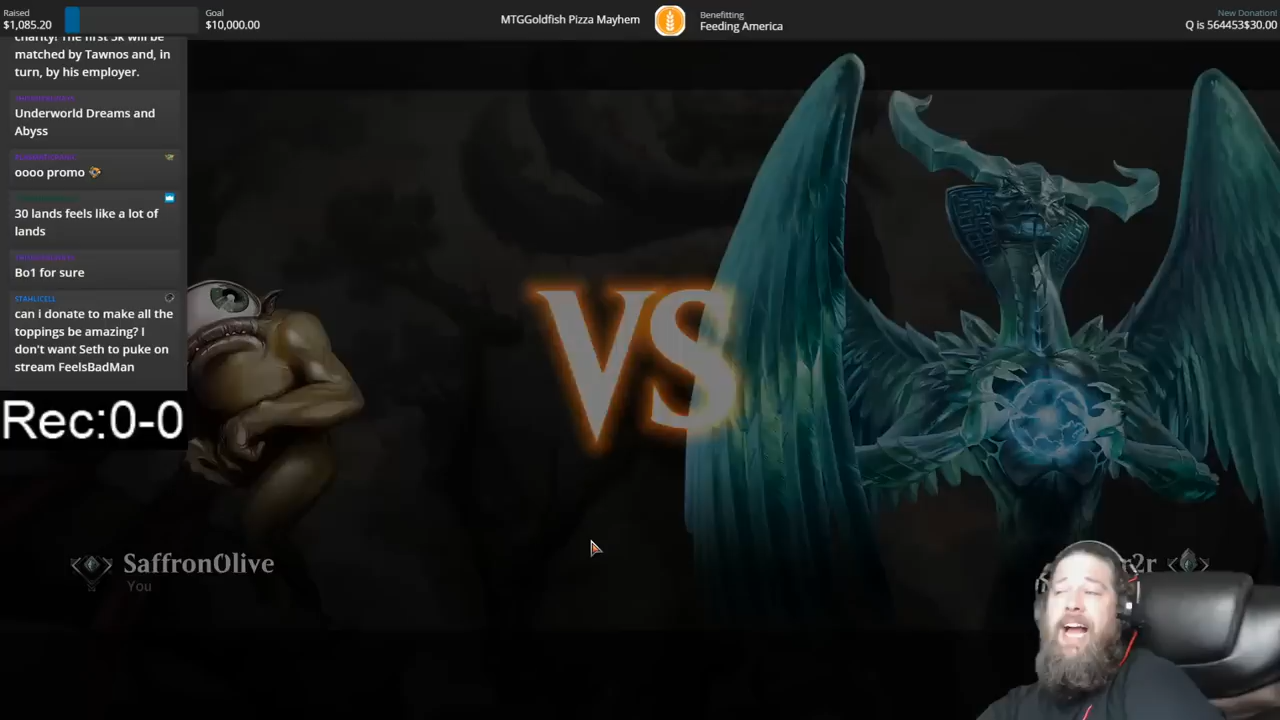 Raised
$1,085.20
Goal
$10,000.00
MTGGoldfish Pizza Mayhem
Benefitting
Feeding America
New Donation!
Q is 564453$30.00
charity! The first 5k will be
matched by Tawnos and, in
turn, by his employer.
Underworld Dreams and
Abyss
oooo promo
30 lands feels like a lot of
lands
Bo1 for sure
STAHLICELL
can i donate to make all the
toppings be amazing? I
don't want Seth to puke on
stream FeelsBadMan
Rec:0-0
VS
SaffronOlive
You
r2r